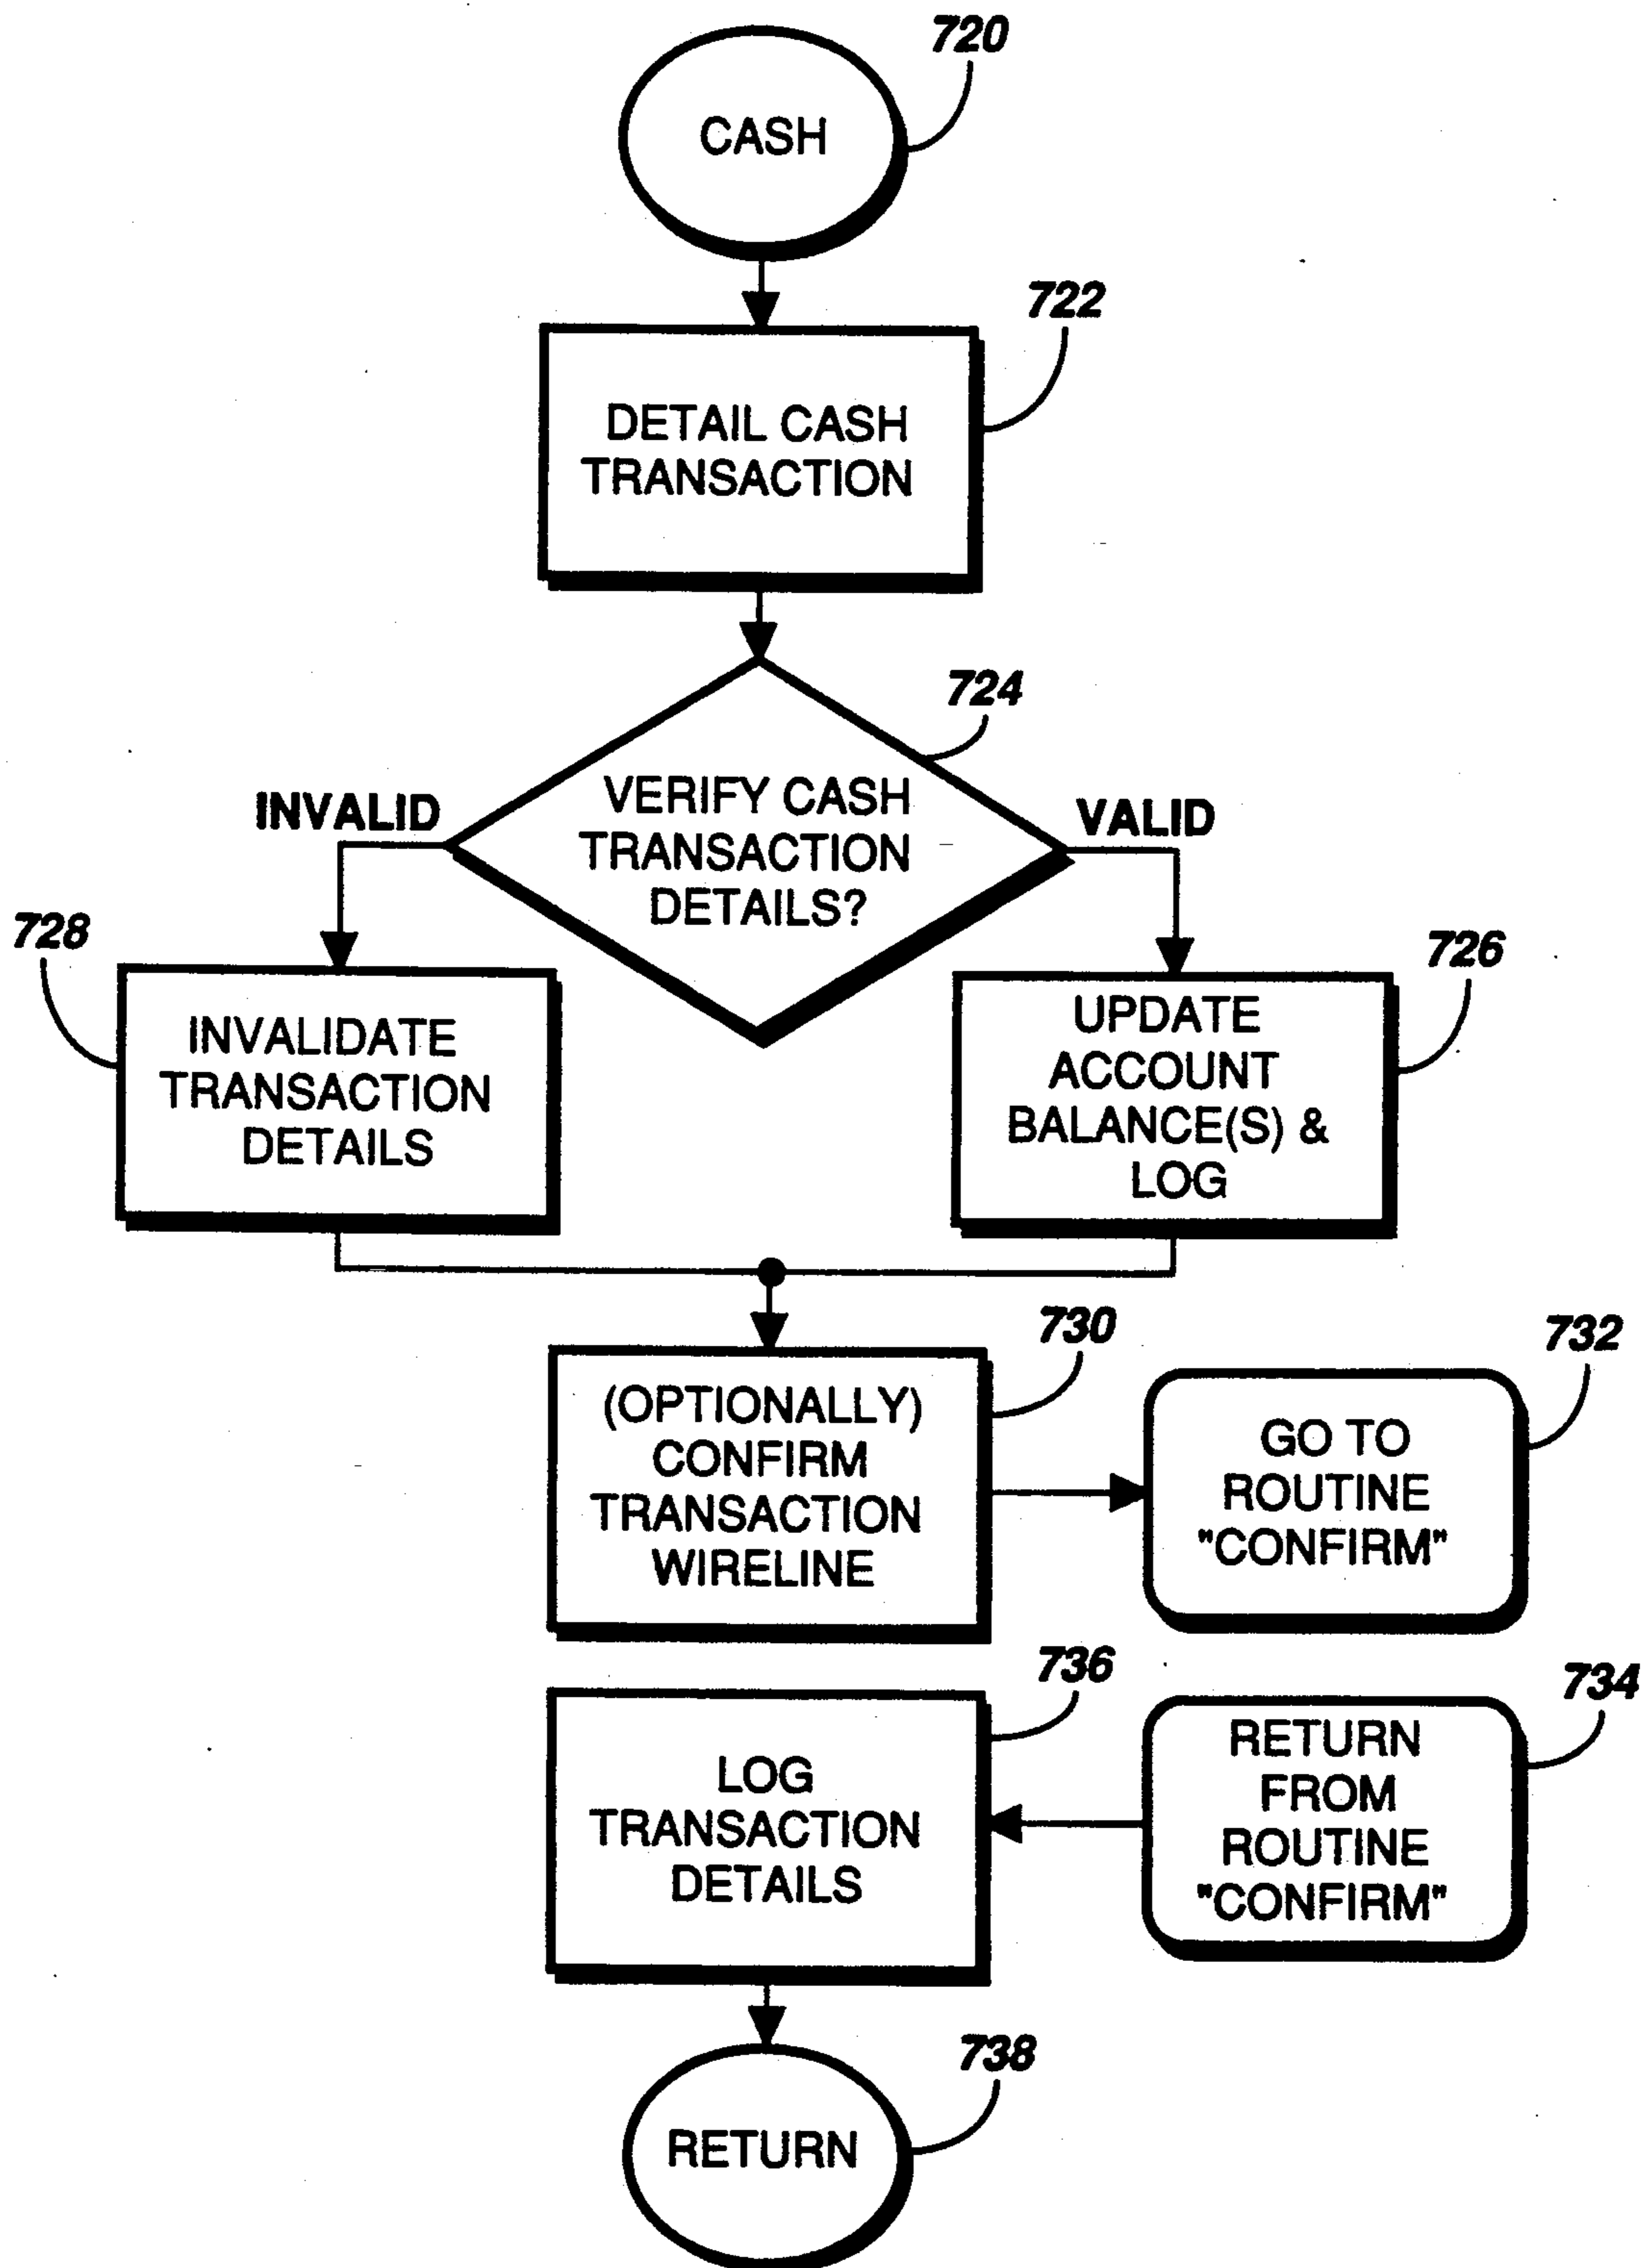 720
CASH
722
DETAIL CASH
TRANSACTION
724
VERIFY CASH
TRANSACTION
DETAILS?
INVALID
VALID
728
INVALIDATE
TRANSACTION
DETAILS
726
UPDATE
ACCOUNT
BALANCE(S) &
LOG
730
(OPTIONALLY)
CONFIRM
TRANSACTION
WIRELINE
732
GO TO
ROUTINE
"CONFIRM"
736
LOG
TRANSACTION
DETAILS
734
RETURN
FROM
ROUTINE
"CONFIRM"
738
RETURN